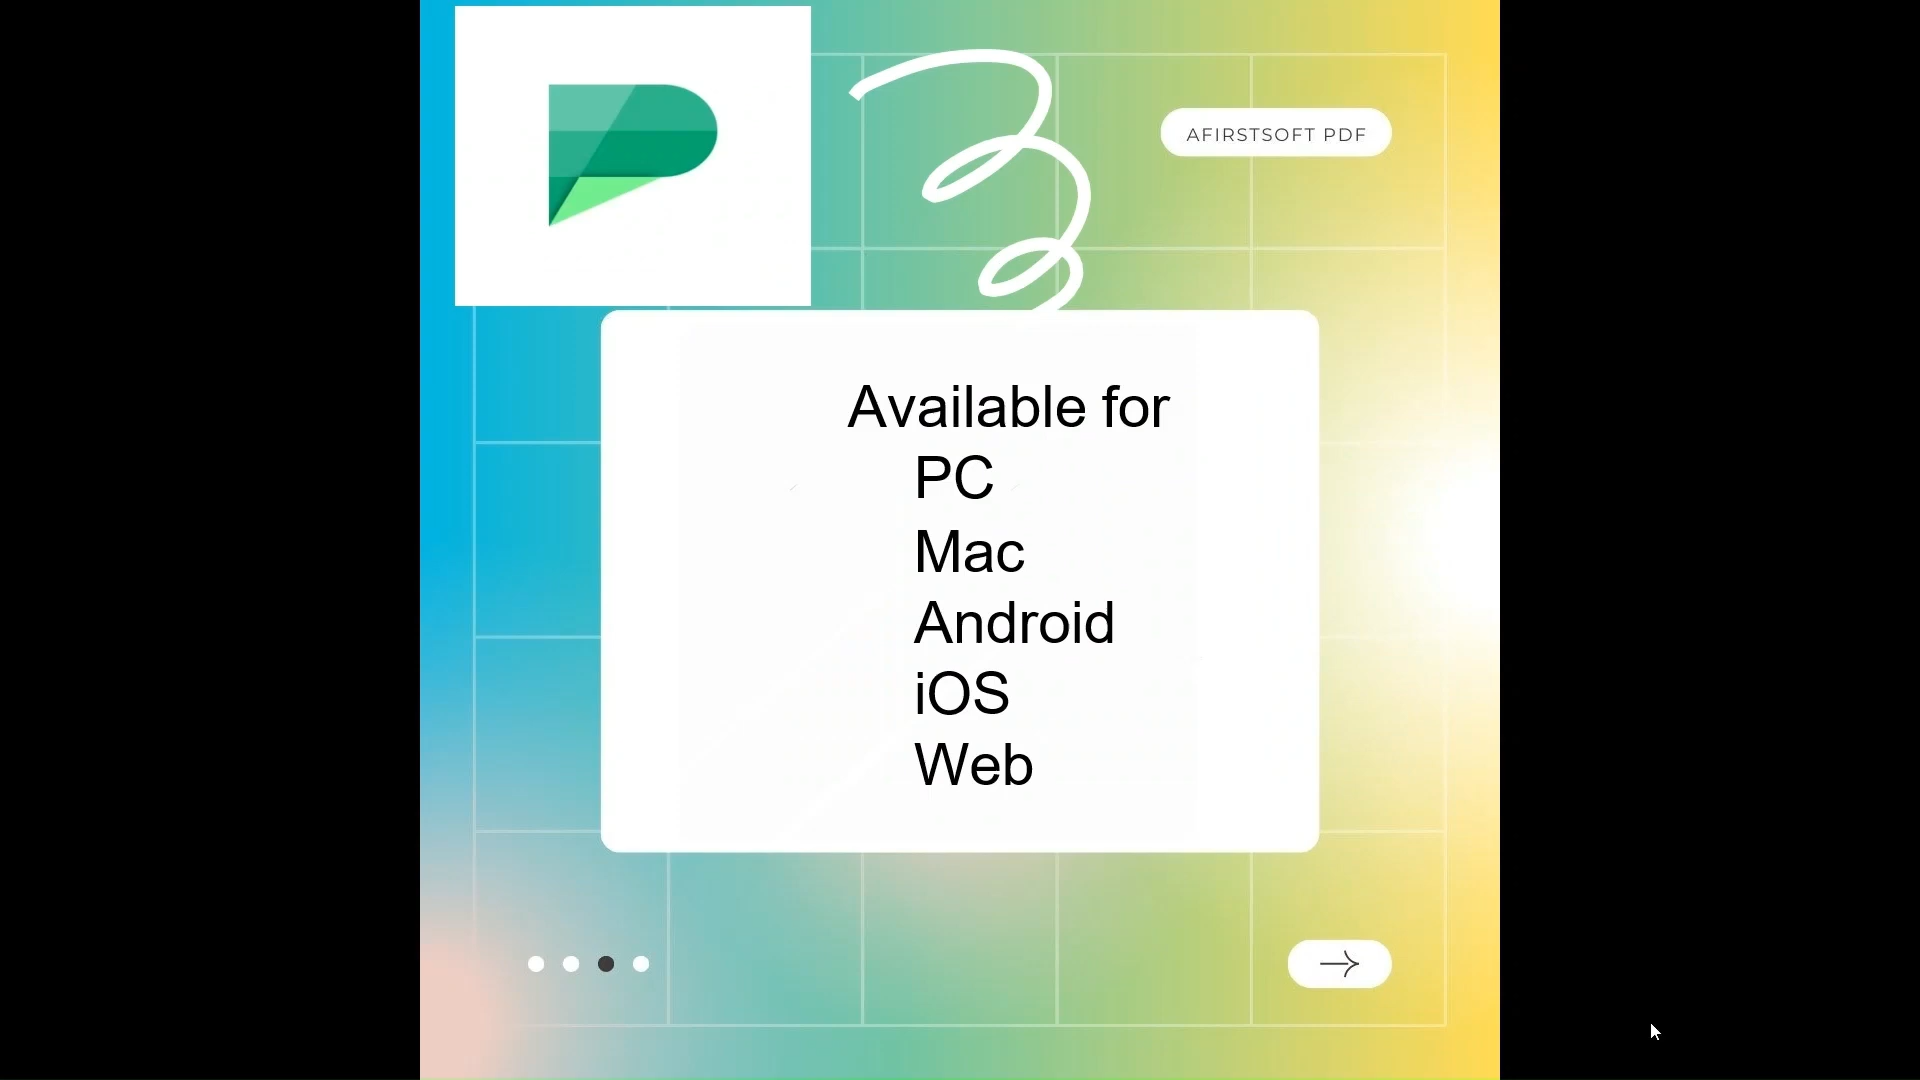 AFIRSTSOFT PDF
Available for
PC
Mac
Android
iOS
Web